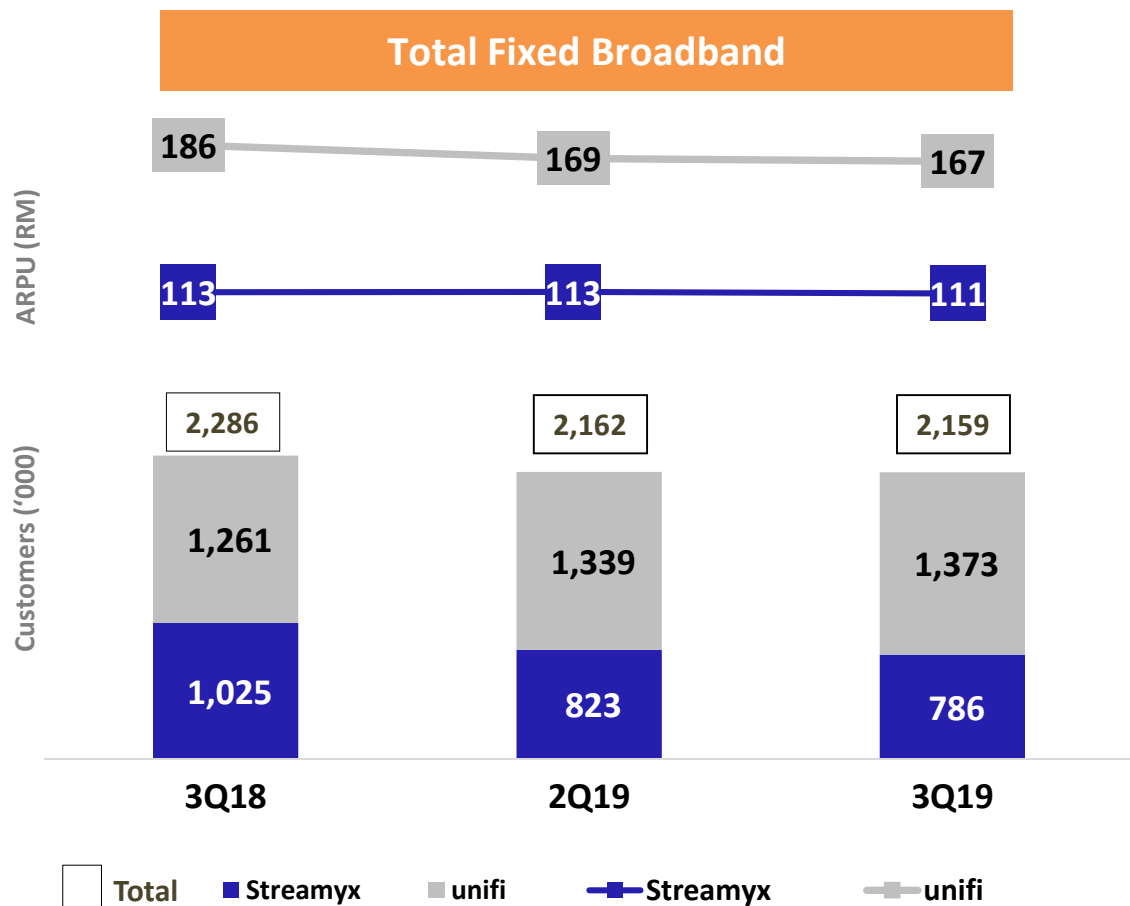 Total Fixed Broadband
ARPU (RM)
186
169
167
113
113
111
Customers (‘000)
2,286
2,162
2,159
1,261
1,339
1,373
1,025
823
786
3Q18
2Q19
3Q19
Total Streamyx unifi Streamyx unifi